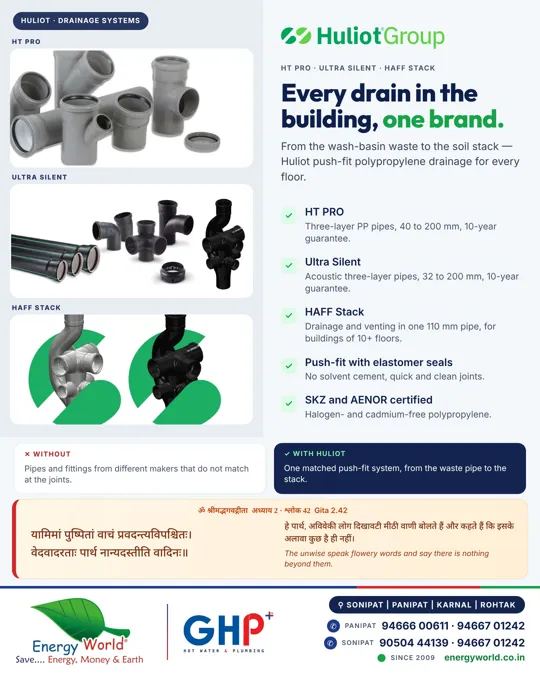 HULIOT · DRAINAGE SYSTEMS
HT PRO
ULTRA SILENT
HAFF STACK
Huliot Group
HT PRO · ULTRA SILENT · HAFF STACK
Every drain in the
building, one brand.
From the wash-basin waste to the soil stack —
Huliot push-fit polypropylene drainage for every
floor.
✓ HT PRO
Three-layer PP pipes, 40 to 200 mm, 10-year
guarantee.
✓ Ultra Silent
Acoustic three-layer pipes, 32 to 200 mm, 10-year
guarantee.
✓ HAFF Stack
Drainage and venting in one 110 mm pipe, for
buildings of 10+ floors.
✓ Push-fit with elastomer seals
No solvent cement, quick and clean joints.
✓ SKZ and AENOR certified
Halogen- and cadmium-free polypropylene.
✕ WITHOUT
Pipes and fittings from different makers that do not match
at the joints.
✓ WITH HULIOT
One matched push-fit system, from the waste pipe to the
stack.
ॐ श्रीमद्भगवद्गीता अध्याय 2 · श्लोक 42 Gita 2.42
यामिमां पुष्पितां वाचं प्रवदन्त्यविपश्चितः।
वेदवादरताः पार्थ नान्यदस्तीति वादिनः॥
हे पार्थ, अविवेकी लोग दिखावटी मीठी वाणी बोलते हैं और कहते हैं कि इसके
अलावा कुछ है ही नहीं।
The unwise speak flowery words and say there is nothing
beyond them.
Energy World
Save.... Energy, Money & Earth
GHP+
HOT WATER & PLUMBING
SONIPAT | PANIPAT | KARNAL | ROHTAK
PANIPAT 94666 00611 · 94667 01242
SONIPAT 90504 44139 · 94667 01242
SINCE 2009 energyworld.co.in